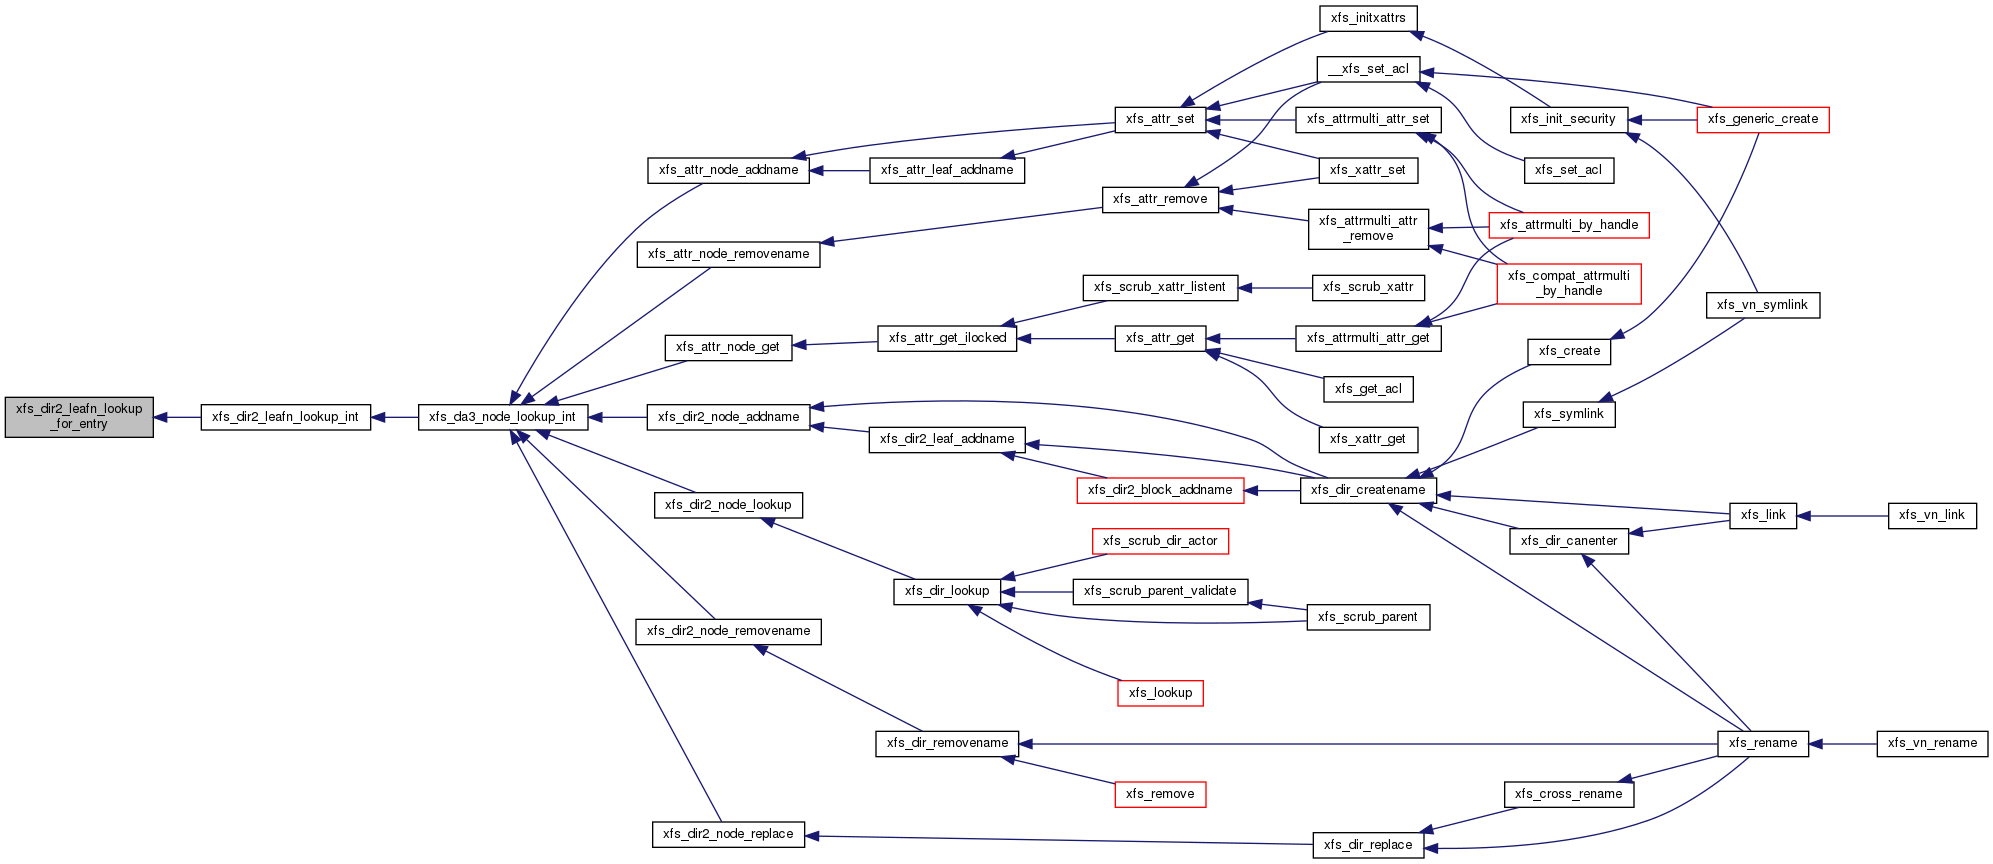 xfs_initxattrs
__xfs_set_acl
xfs_attr_set
xfs_attrmulti_attr_set
xfs_init_security
xfs_generic_create
xfs_attr_node_addname
xfs_attr_leaf_addname
xfs_xattr_set
xfs_set_acl
xfs_attr_remove
xfs_attrmulti_attr
_remove
xfs_attrmulti_by_handle
xfs_attr_node_removename
xfs_scrub_xattr_listent
xfs_scrub_xattr
xfs_compat_attrmulti
_by_handle
xfs_vn_symlink
xfs_attr_node_get
xfs_attr_get_ilocked
xfs_attr_get
xfs_attrmulti_attr_get
xfs_create
xfs_get_acl
xfs_dir2_leafn_lookup
_for_entry
xfs_dir2_leafn_lookup_int
xfs_da3_node_lookup_int
xfs_dir2_node_addname
xfs_symlink
xfs_dir2_leaf_addname
xfs_xattr_get
xfs_dir2_block_addname
xfs_dir_createname
xfs_dir2_node_lookup
xfs_link
xfs_vn_link
xfs_scrub_dir_actor
xfs_dir_canenter
xfs_dir_lookup
xfs_scrub_parent_validate
xfs_scrub_parent
xfs_dir2_node_removename
xfs_lookup
xfs_dir_removename
xfs_rename
xfs_vn_rename
xfs_remove
xfs_cross_rename
xfs_dir2_node_replace
xfs_dir_replace